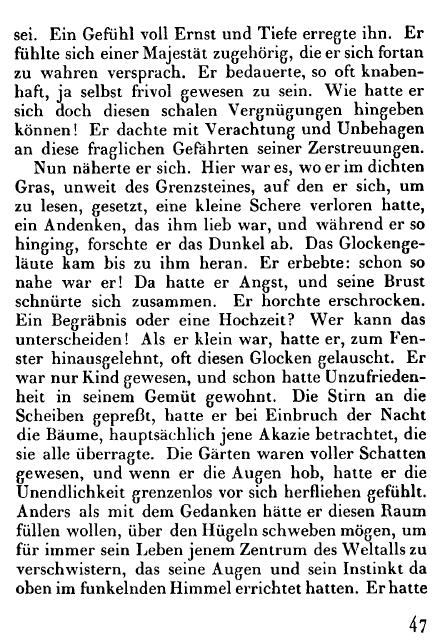 sei. Ein Gefühl voll Ernst und Tiefe erregte ihn. Er
fühlte sich einer Majestät zugehörig, die er sich fortan
zu wahren versprach. Er bedauerte, so oft knaben-
haft, ja selbst frivol gewesen zu sein. Wie hatte er
sich doch diesen schalen Vergnügungen hingeben
können! Er dachte mit Verachtung und Unbehagen
an diese fraglichen Gefährten seiner Zerstreuungen.
Nun näherte er sich. Hier war es, wo er im dichten
Gras, unweit des Grenzsteines, auf den er sich, um
zu lesen, gesetzt, eine kleine Schere verloren hatte,
ein Andenken, das ihm lieb war, und während er so
hinging, forschte er das Dunkel ab. Das Glockenge-
läute kam bis zu ihm heran. Er erbebte: schon so
nahe war er! Da hatte er Angst, und seine Brust
schnürte sich zusammen. Er horchte erschrocken.
Ein Begräbnis oder eine Hochzeit? Wer kann das
unterscheiden! Als er klein war, hatte er, zum Fen-
ster hinausgelehnt, oft diesen Glocken gelauscht. Er
war nur Kind gewesen, und schon hatte Unzufrieden-
heit in seinem Gemüt gewohnt. Die Stirn an die
Scheiben gepreßt, hatte er bei Einbruch der Nacht
die Bäume, hauptsächlich jene Akazie betrachtet, die
sie alle überragte. Die Gärten waren voller Schatten
gewesen, und wenn er die Augen hob, hatte er die
Unendlichkeit grenzenlos vor sich herfliehen gefühlt.
Anders als mit dem Gedanken hätte er diesen Raum
füllen wollen, über den Hügeln schweben mögen, um
für immer sein Leben jenem Zentrum des Weltalls zu
verschwistern, das seine Augen und sein Instinkt da
oben im funkelnden Himmel errichtet hatten. Er hatte
47